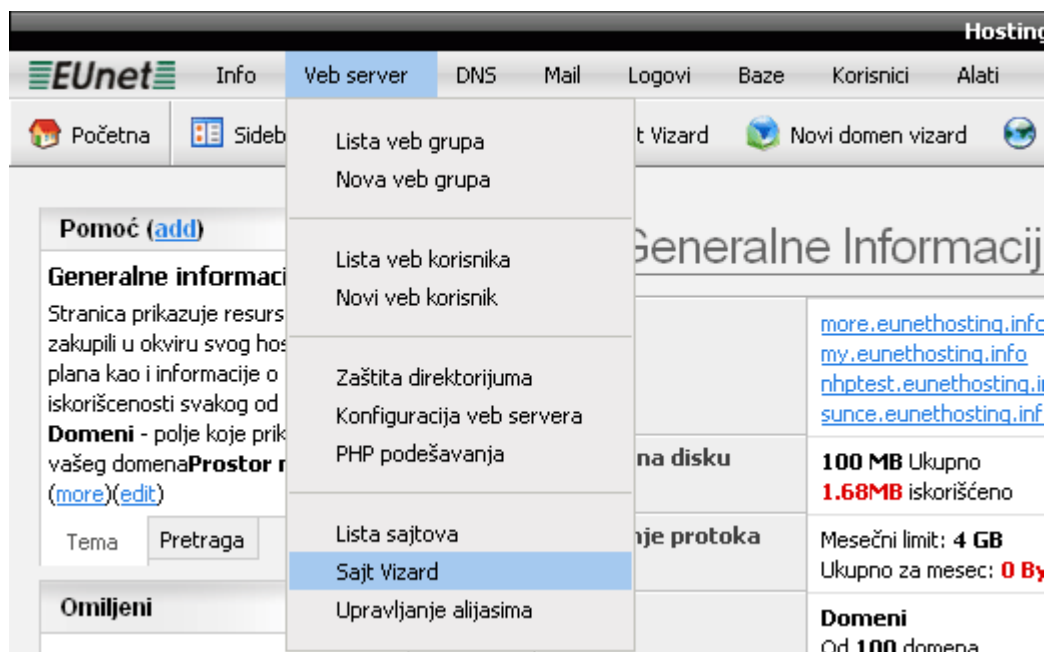 Hosting
EUnet Info Veb server DNS Mail Logovi Baze Korisnici Alati
Početna Sideb t Vizard Novi domen vizard
Lista veb grupa
Nova veb grupa
Lista veb korisnika
Novi veb korisnik
Zaštita direktorijuma
Konfiguracija veb servera
PHP podešavanja
Lista sajtova
Sajt Vizard
Upravljanje alijasima
Pomoć (add)
Generalne informaci
Stranica prikazuje resurs
zakupili u okviru svog hos
plana kao i informacije o
iskorišcenosti svakog od
Domeni - polje koje prik
vašeg domenaProstor n
(more)(edit)
Tema Pretraga
Omiljeni
Generalne Informacij
more.eunethosting.info
my.eunethosting.info
nhptest.eunethosting.i
sunce.eunethosting.inf
na disku
100 MB Ukupno
1.68MB iskorišćeno
nje protoka
Mesečni limit: 4 GB
Ukupno za mesec: 0 By
Domeni
Od 100 domena